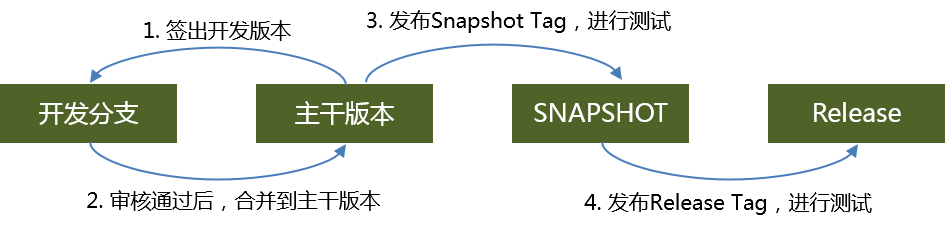 3. 发布Snapshot Tag，进行测试
1. 签出开发版本
开发分支
主干版本
SNAPSHOT
Release
2. 审核通过后，合并到主干版本
4. 发布Release Tag，进行测试